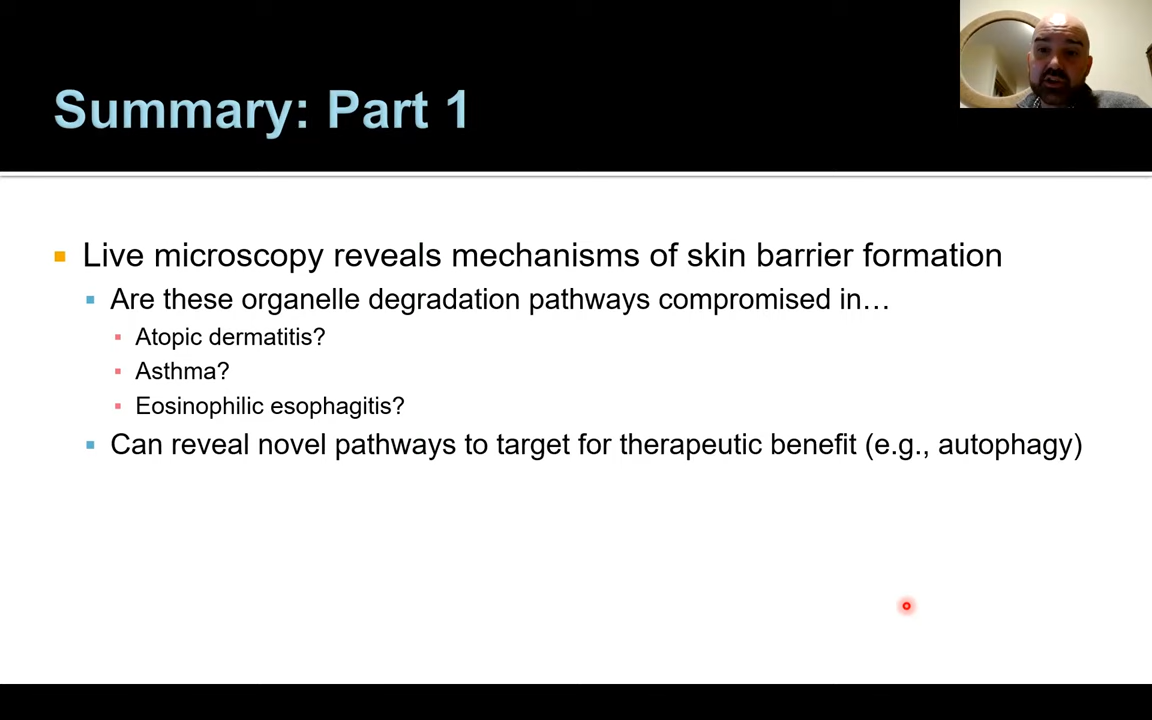 Summary: Part 1
Live microscopy reveals mechanisms of skin barrier formation
Are these organelle degradation pathways compromised in…
Atopic dermatitis?
Asthma?
Eosinophilic esophagitis?
Can reveal novel pathways to target for therapeutic benefit (e.g., autophagy)